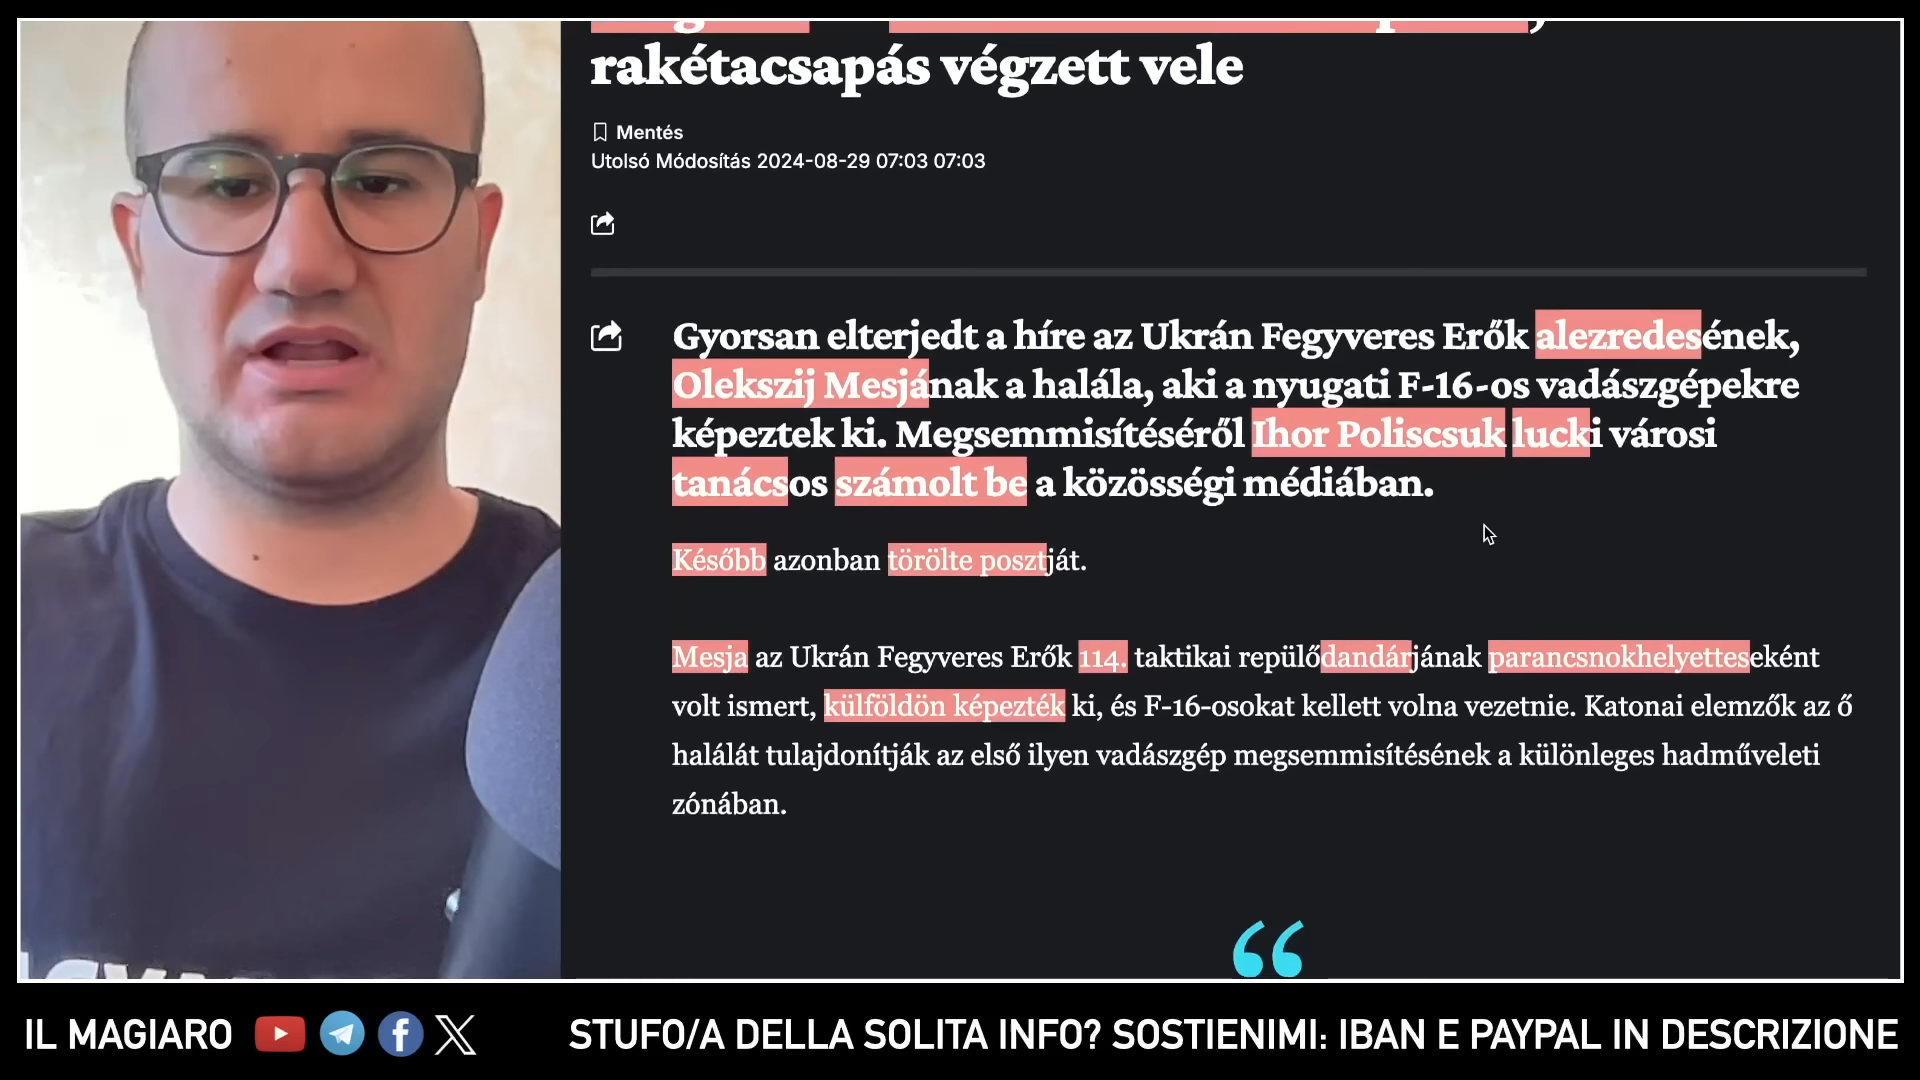 rakétacsapás végzett vele
Mentés
Utolsó Módosítás 2024-08-29 07:03 07:03
Gyorsan elterjedt a híre az Ukrán Fegyveres Erők alezredesének,
Olekszij Mesjának a halála, aki a nyugati F-16-os vadászgépekre
képeztek ki. Megsemmisítéséről Ihor Poliscsuk lucki városi
tanácsos számolt be a közösségi médiában.
Később azonban törölte posztját.
Mesja az Ukrán Fegyveres Erők 114. taktikai repülődandárjának parancsnokhelyetteseként
volt ismert, külföldön képezték ki, és F-16-osokat kellett volna vezetnie. Katonai elemzők az ő
halálát tulajdonítják az első ilyen vadászgép megsemmisítésének a különleges hadműveleti
zónában.
“
IL MAGIARO
STUFO/A DELLA SOLITA INFO? SOSTIENIMI: IBAN E PAYPAL IN DESCRIZIONE